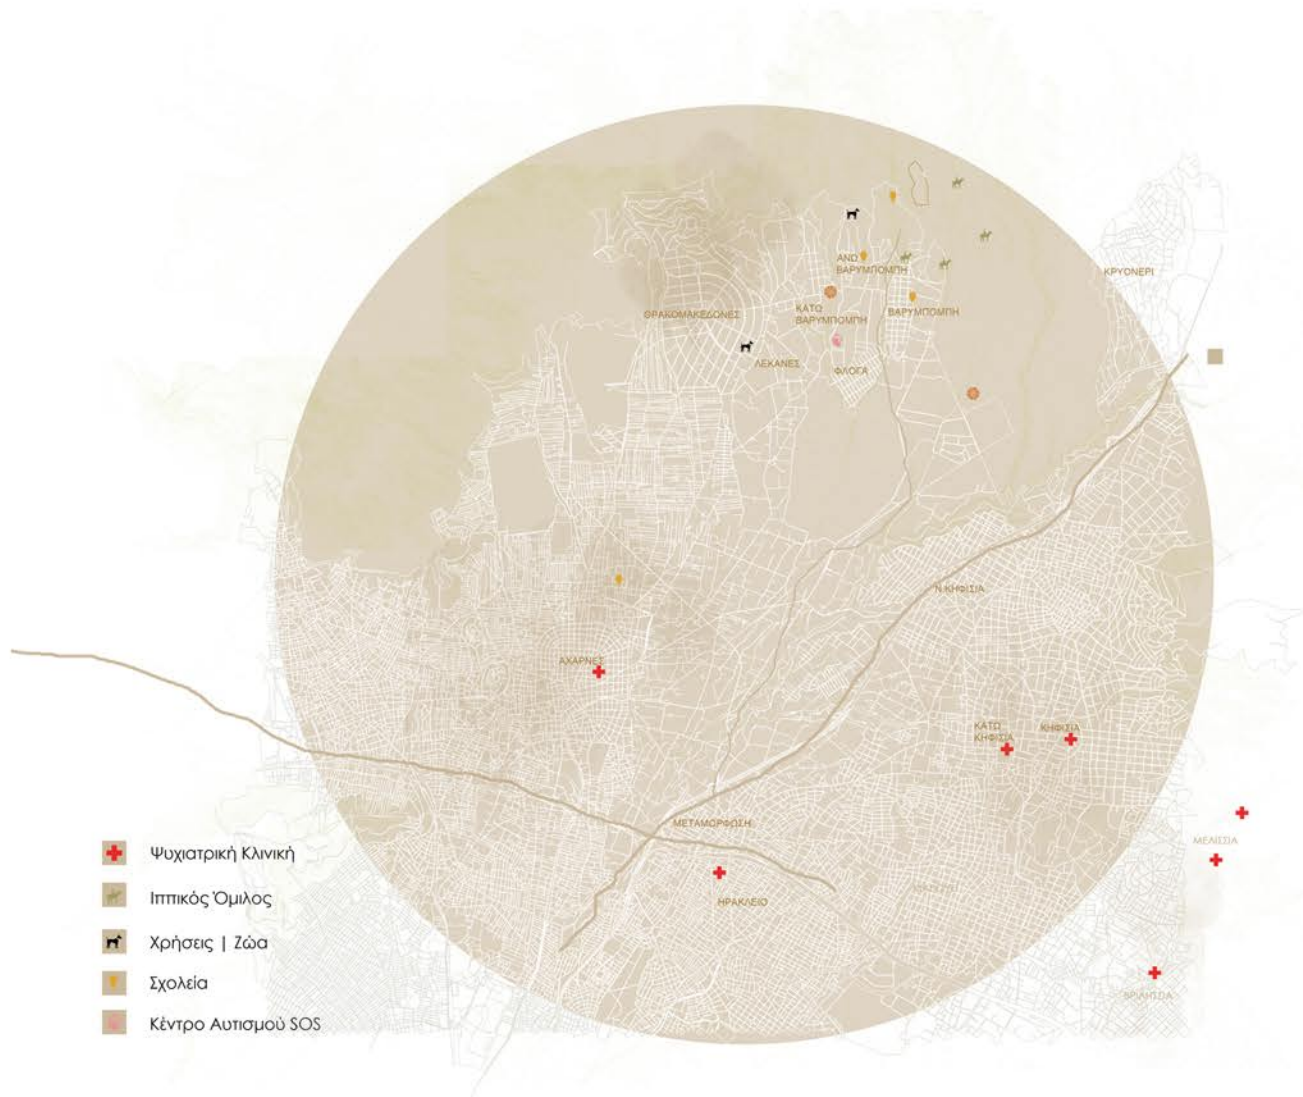 ΚΡΥΟΝΕΡΙ
ΑΝΩ
ΒΑΡΥΜΠΟΜΠΗ
ΘΡΑΚΟΜΑΚΕΔΟΝΕΣ
ΚΑΤΩ
ΒΑΡΥΜΠΟΜΠΗ
ΒΑΡΥΜΠΟΜΠΗ
ΛΕΚΑΝΕΣ
ΦΛΟΓΑ
Ν.ΚΗΦΙΣΙΑ
ΑΧΑΡΝΕΣ
ΚΑΤΩ
ΚΗΦΙΣΙΑ
ΚΗΦΙΣΙΑ
ΜΕΤΑΜΟΡΦΩΣΗ
ΜΕΛΙΣΣΙΑ
ΗΡΑΚΛΕΙΟ
ΒΡΙΛΗΣΣΙΑ
Ψυχιατρική Κλινική
Ιππικός Όμιλος
Χρήσεις | Ζώα
Σχολεία
Κέντρο Αυτισμού SOS